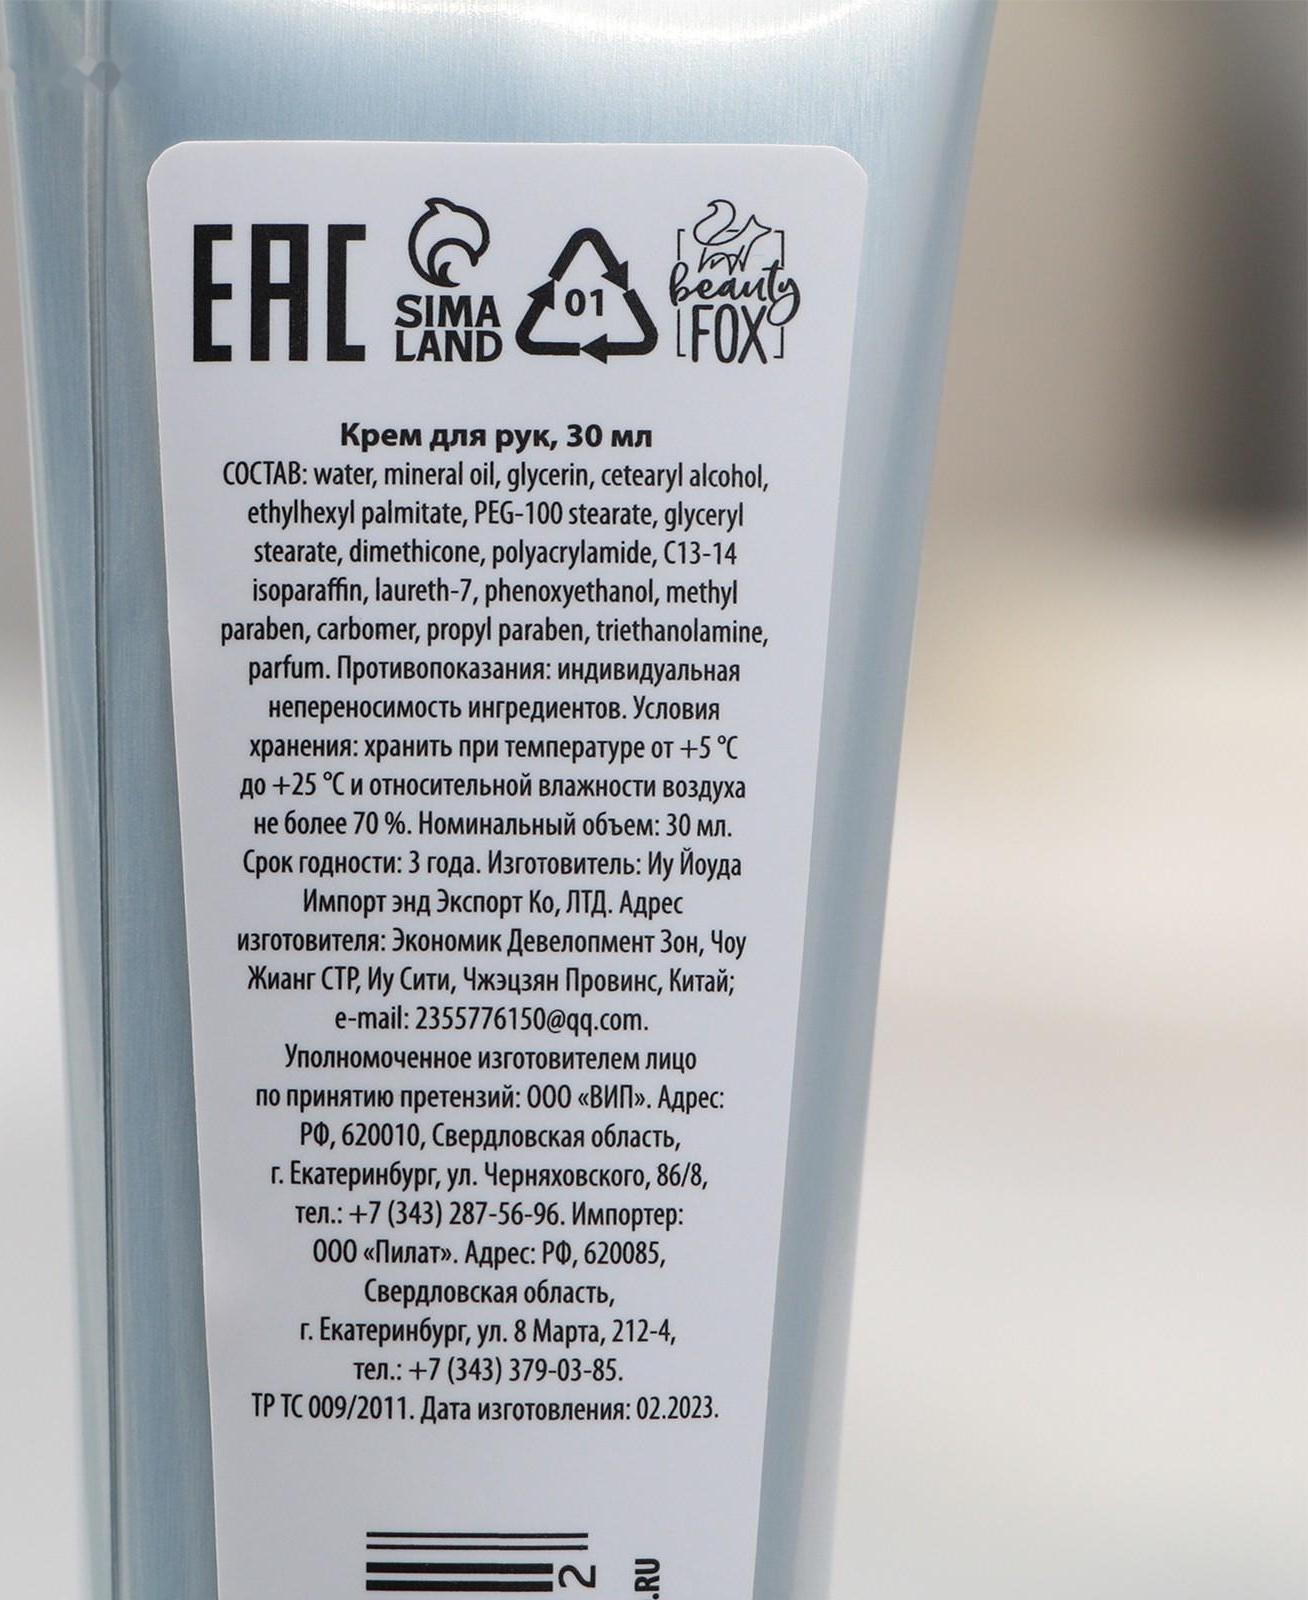 EAC
SIMA
LAND
01
beauty
[FOX]
Крем для рук, 30 мл
СОСТАВ: water, mineral oil, glycerin, cetearyl alcohol,
ethylhexyl palmitate, PEG-100 stearate, glyceryl
stearate, dimethicone, polyacrylamide, C13-14
isoparaffin, laureth-7, phenoxyethanol, methyl
paraben, carbomer, propyl paraben, triethanolamine,
parfum. Противопоказания: индивидуальная
непереносимость ингредиентов. Условия
хранения: хранить при температуре от +5 °C
до +25 °C и относительной влажности воздуха
не более 70 %. Номинальный объем: 30 мл.
Срок годности: 3 года. Изготовитель: Иу Йоуда
Импорт энд Экспорт Ко, ЛТД. Адрес
изготовителя: Экономик Девелопмент Зон, Чоу
Жианг СТР, Иу Сити, Чжэцзян Провинс, Китай;
e-mail: 2355776150@qq.com.
Уполномоченное изготовителем лицо
по принятию претензий: ООО «ВИП». Адрес:
РФ, 620010, Свердловская область,
г. Екатеринбург, ул. Черняховского, 86/8,
тел.: +7 (343) 287-56-96. Импортер:
ООО «Пилат». Адрес: РФ, 620085,
Свердловская область,
г. Екатеринбург, ул. 8 Марта, 212-4,
тел.: +7 (343) 379-03-85.
ТР ТС 009/2011. Дата изготовления: 02.2023.
2
.RU